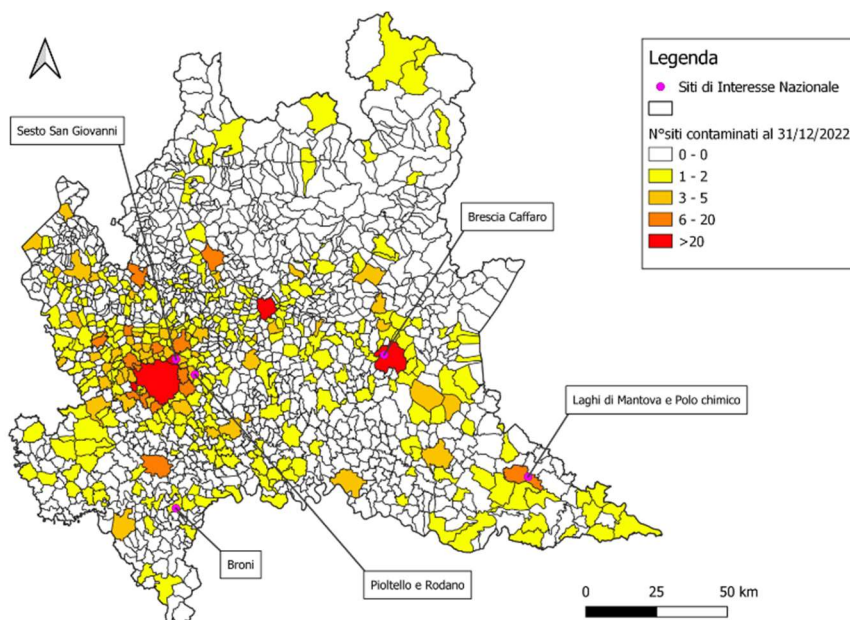 Legenda
Siti di Interesse Nazionale
N°siti contaminati al 31/12/2022
0 - 0
1 - 2
3 - 5
6 - 20
>20
Sesto San Giovanni
Brescia Caffaro
Laghi di Mantova e Polo chimico
Broni
Pioltello e Rodano
0 25 50 km